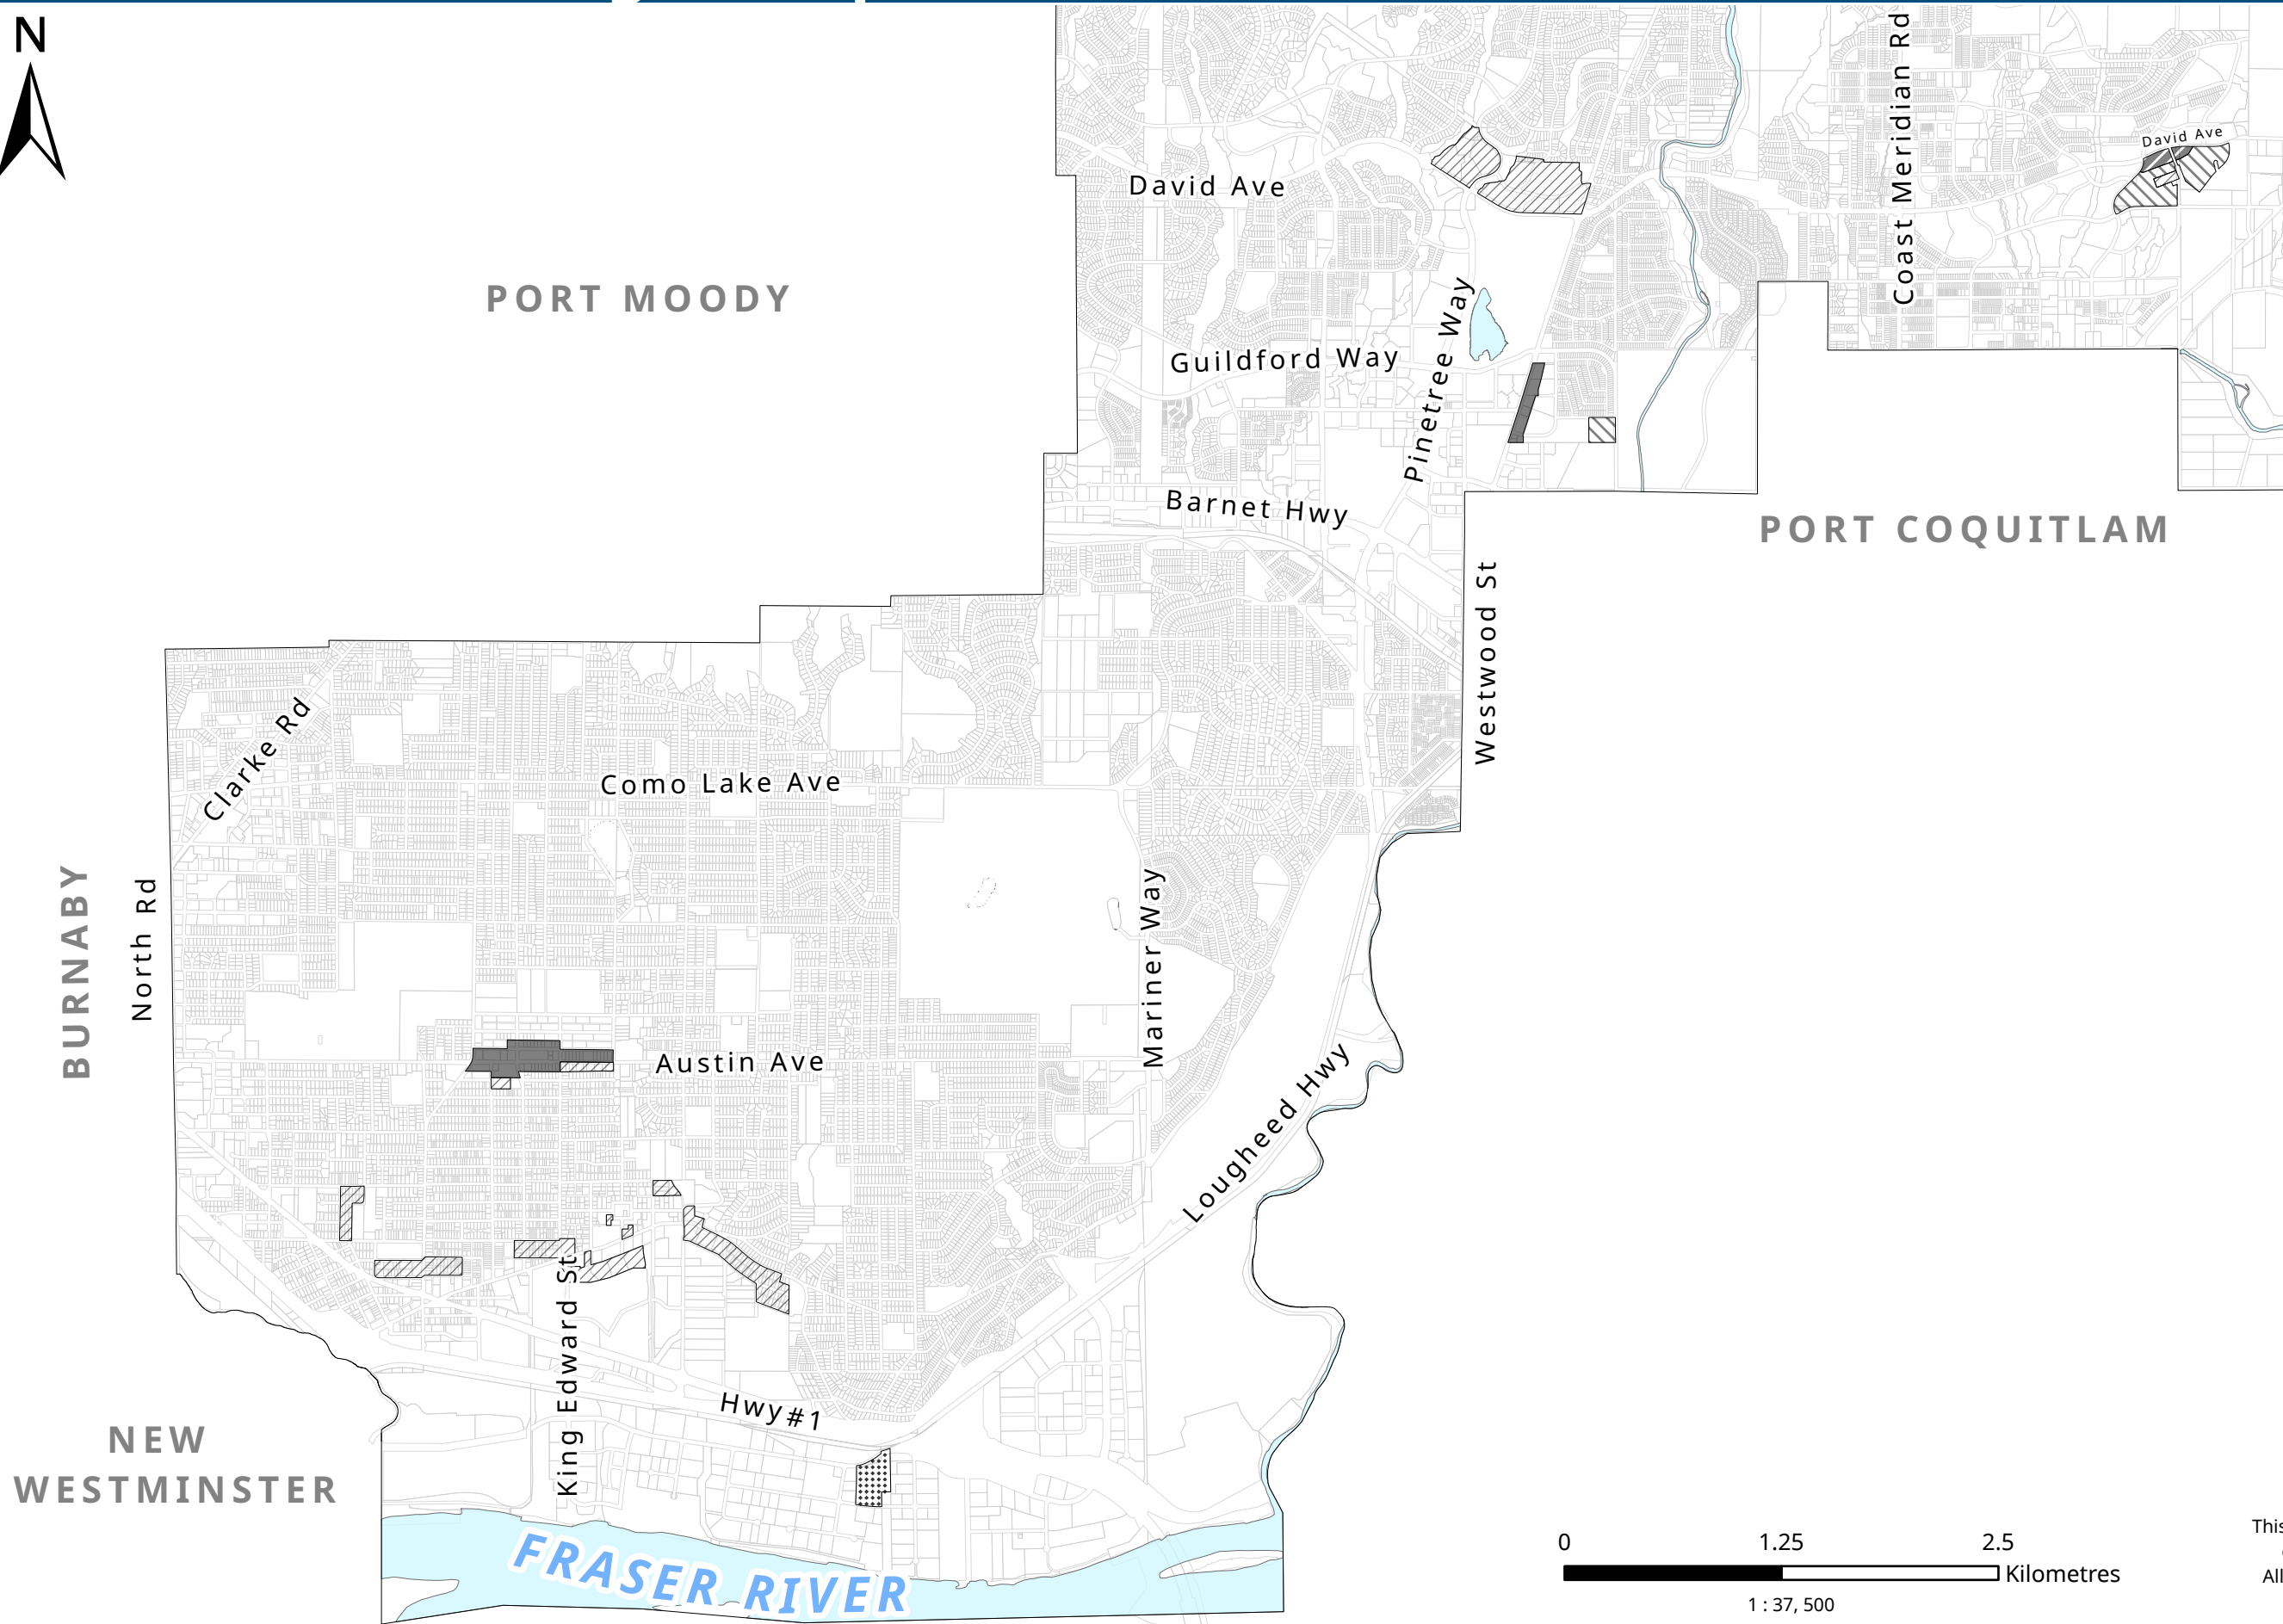 N
Coast Meridian Rd
David Ave
David Ave
PORT MOODY
Pinetree Way
Guildford Way
Barnet Hwy
PORT COQUITLAM
Westwood St
Clarke Rd
Como Lake Ave
BURNABY
North Rd
Mariner Way
Austin Ave
Lougheed Hwy
King Edward St
Hwy#1
NEW
WESTMINSTER
FRASER RIVER
0 1.25 2.5
Kilometres
1 : 37, 500
This
All